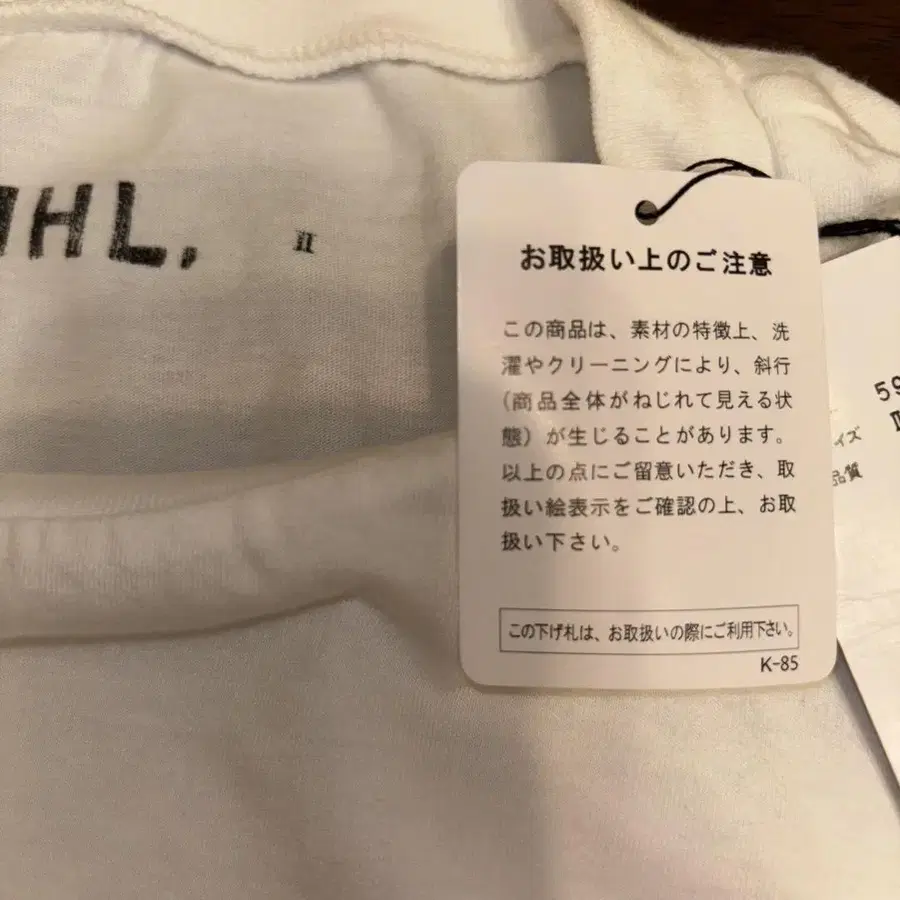 HL.
II
お取扱い上のご注意
この商品は、素材の特徴上、洗
濯やクリーニングにより、斜行
(商品全体がねじれて見える状
態)が生じることがあります。
以上の点にご留意いただき、取
扱い絵表示をご確認の上、お取
扱い下さい。
この下げ札は、お取扱いの際にご利用下さい。
K-85
59
II
イズ
品質